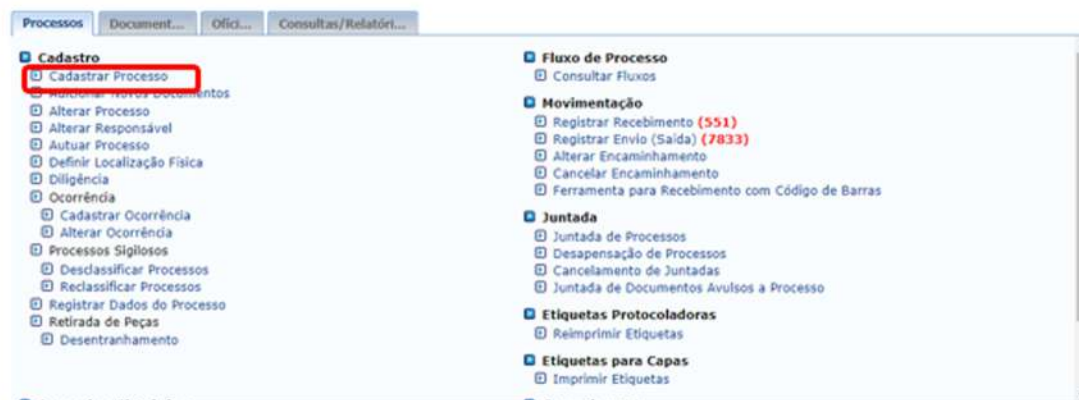 Processos
Document...
Ofíci...
Consultas/Relatóri...
Cadastro
Cadastrar Processo
Adicionar Novos Documentos
Alterar Processo
Alterar Responsável
Autuar Processo
Definir Localização Física
Diligência
Ocorrência
Cadastrar Ocorrência
Alterar Ocorrência
Processos Sigilosos
Desclassificar Processos
Reclassificar Processos
Registrar Dados do Processo
Retirada de Peças
Desentranhamento
Fluxo de Processo
Consultar Fluxos
Movimentação
Registrar Recebimento (551)
Registrar Envio (Saída) (7833)
Alterar Encaminhamento
Cancelar Encaminhamento
Ferramenta para Recebimento com Código de Barras
Juntada
Juntada de Processos
Desapensação de Processos
Cancelamento de Juntadas
Juntada de Documentos Avulsos a Processo
Etiquetas Protocoladoras
Reimprimir Etiquetas
Etiquetas para Capas
Imprimir Etiquetas